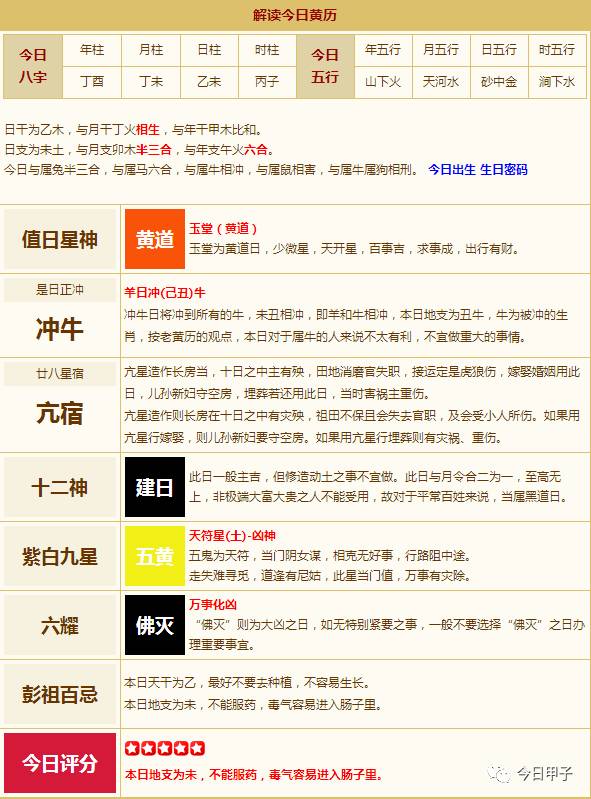 解读今日黄历
今日八字 年柱 月柱 日柱 时柱 今日五行 年五行 月五行 日五行 时五行
丁酉 丁未 乙未 丙子 山下火 天河水 砂中金 涧下水
日干为乙木，与月干丁火相生，与年干甲木比和。
日支为未土，与月支卯木半三合，与年支午火六合。
今日与属兔半三合，与属马六合，与属牛相冲，与属鼠相害，与属牛属狗相刑。 今日出生 生日密码
值日星神
黄道
玉堂（黄道）
玉堂为黄道日，少微星，天开星，百事吉，求事成，出行有财。
是日正冲
冲牛
羊日冲(己丑)牛
冲牛日将冲到所有的牛，未丑相冲，即羊和牛相冲，本日地支为丑牛，牛为被冲的生
肖，按老黄历的观点，本日对于属牛的人来说不太有利，不宜做重大的事情。
廿八星宿
亢宿
亢星造作长房当，十日之中主有殃，田地消磨官失职，接运定是虎狼伤，嫁娶婚姻用此
日，儿孙新妇守空房，埋葬若还用此日，当时害祸主重伤。
亢星造作则长房在十日之中有灾殃，祖田不保且会失去官职，及会受小人所伤。如果用
亢星行嫁娶，则儿孙新妇要守空房。如果用亢星行埋葬则有灾祸、重伤。
十二神
建日
此日一般主吉，但修造动土之事不宜做。此日与月令合二为一，至高无
上，非极端大富大贵之人不能受用，故对于平常百姓来说，当属黑道日。
紫白九星
五黄
天符星(土)-凶神
五鬼为天符，当门阴女谋，相克无好事，行路阻中途。
走失难寻觅，道逢有尼姑，此星当门值，万事有灾除。
六耀
佛灭
万事化凶
“佛灭”则为大凶之日，如无特别紧要之事，一般不要选择“佛灭”之日办
理重要事宜。
彭祖百忌
本日天干为乙，最好不要去种植，不容易生长。
本日地支为未，不能服药，毒气容易进入肠子里。
今日评分
本日地支为未，不能服药，毒气容易进入肠子里。
今日甲子